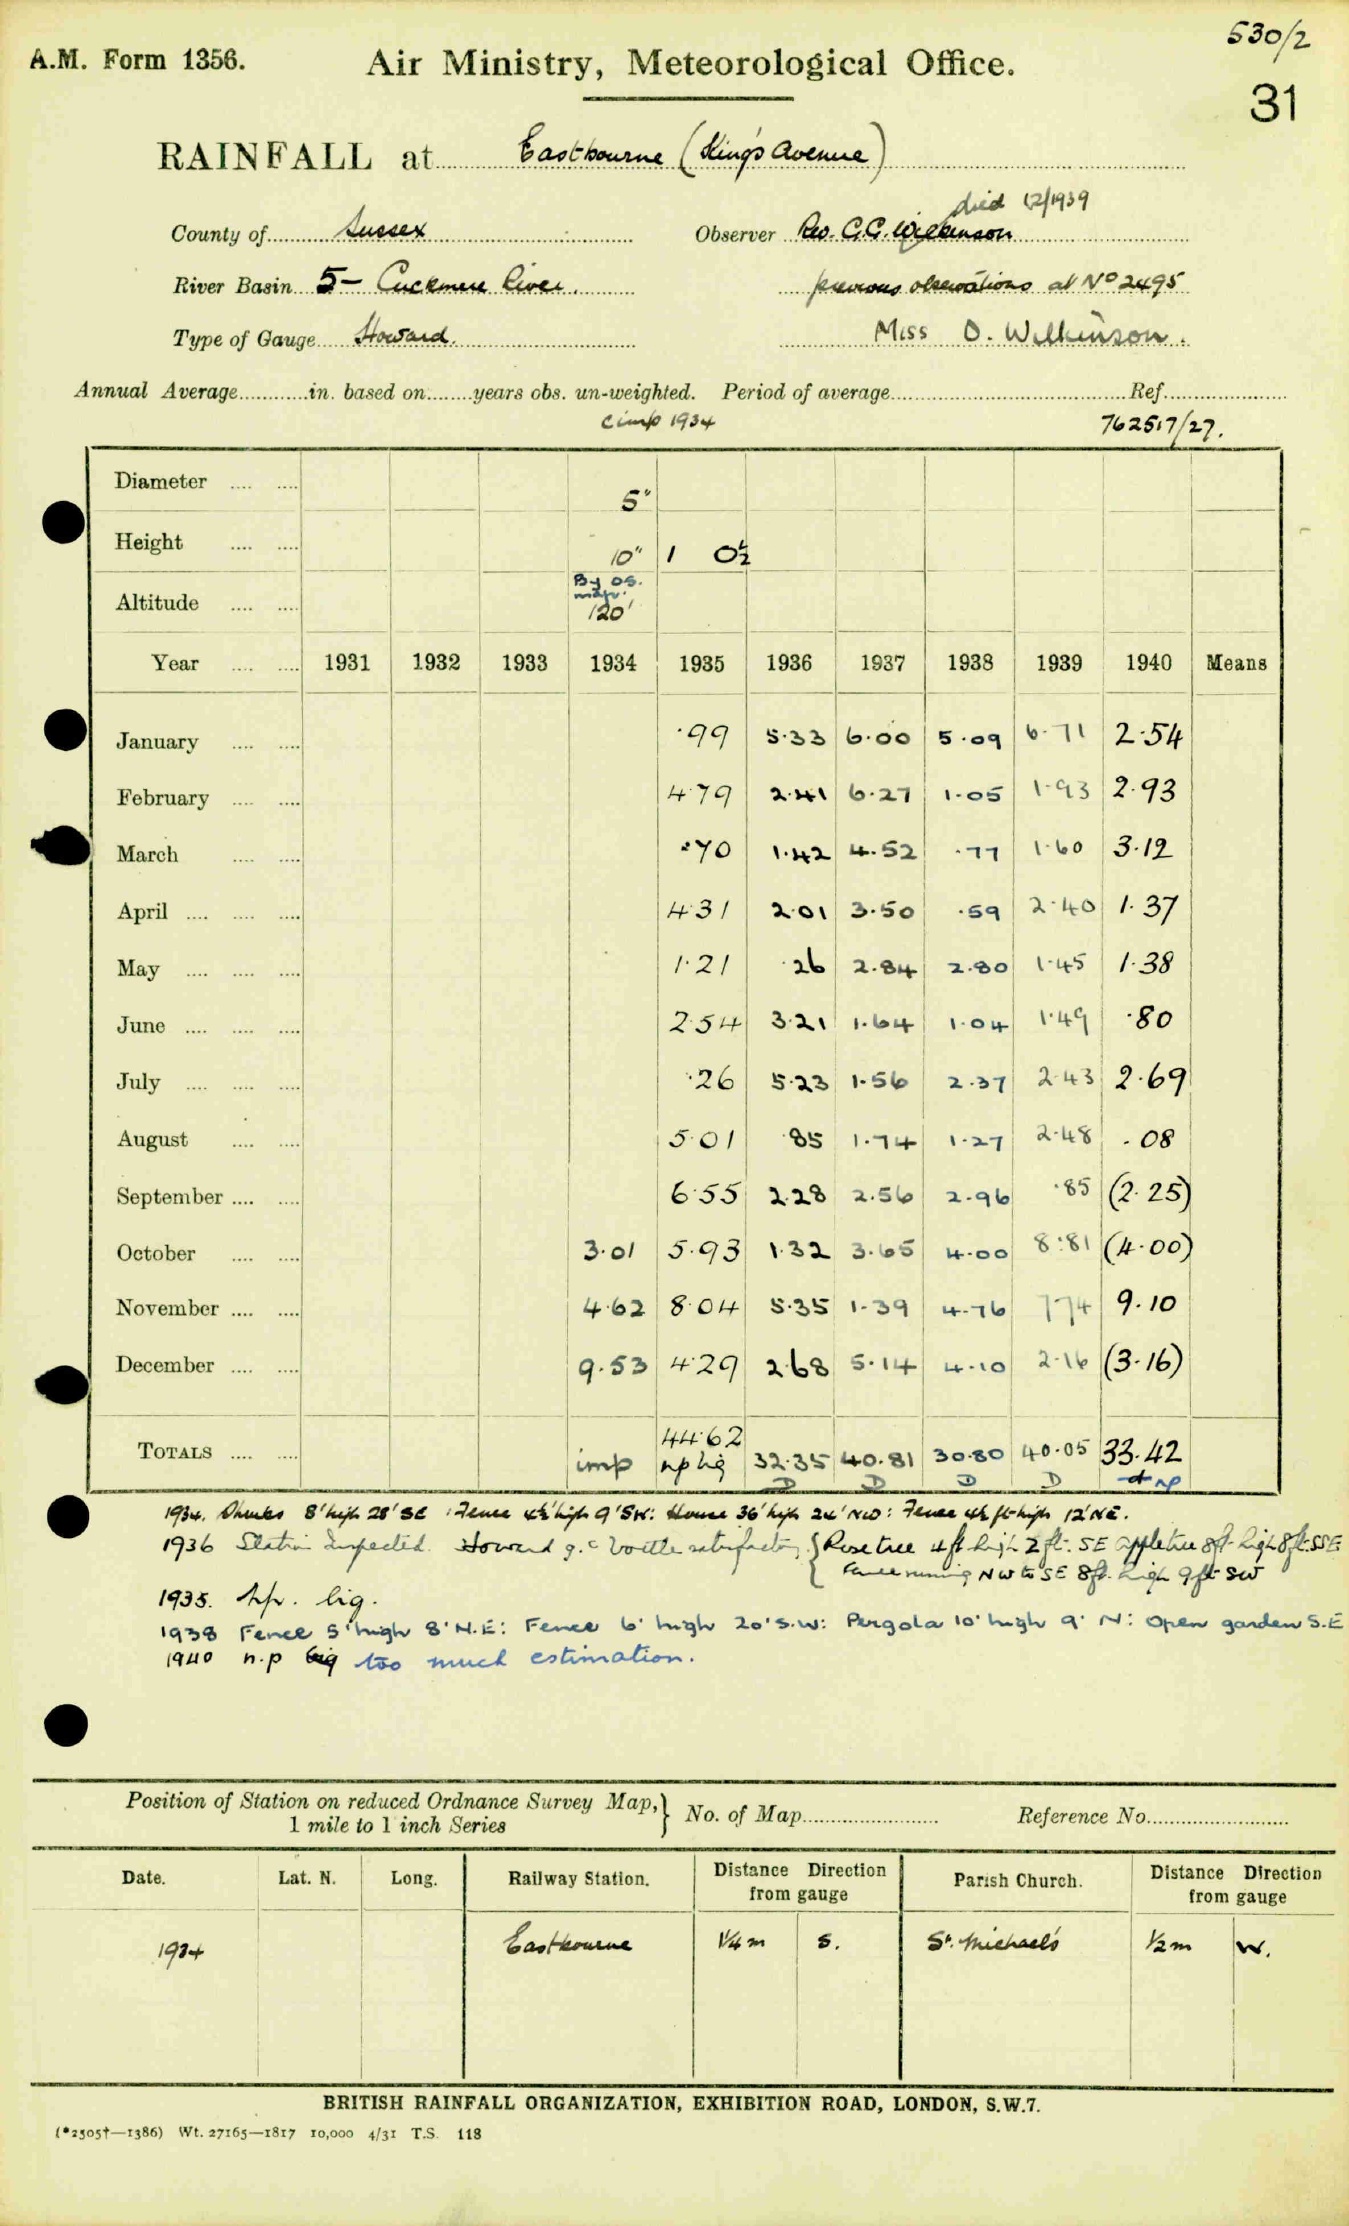 530/2
A.M. Form 1356. Air Ministry, Meteorological Office.
31
RAINFALL at Eastbourne (King's Avenue)
died 12/1939
County of Sussex Observer Rev. C.C. Wilkinson
River Basin 5— Cuckmere River. previous observations at No 2495
Type of Gauge Howard. Miss O. Wilkinson.
Annual Average in. based on years obs. un-weighted. Period of average Ref.
1934 762517/27.
Diameter 5"
Height 10" 1 0½
By OS. map.
Altitude 120'
Year 1931 1932 1933 1934 1935 1936 1937 1938 1939 1940 Means
January ·99 5·33 6·00 5·09 6·71 2·54
February 4·79 2·41 6·27 1·05 1·93 2·93
March ·70 1·42 4·52 ·77 1·60 3·12
April 4·31 2·01 3·50 ·59 2·40 1·37
May 1·21 ·26 2·84 2·80 1·45 1·38
June 2·54 3·21 1·64 1·04 1·49 ·80
July ·26 5·23 1·56 2·37 2·43 2·69
August 5·01 ·85 1·74 1·27 2·48 ·08
September 6·55 2·28 2·56 2·96 ·85 (2·25)
October 3·01 5·93 1·32 3·65 4·00 8·81 (4·00)
November 4·62 8·04 5·35 1·39 4·76 7 74 9·10
December 9·53 4·29 2·68 5·14 4·10 2·16 (3·16)
44·62
TOTALS imp np big 32·35 40·81 30·80 40·05 33·42
D D D D np
1934. Shrubs 8' high 28' SE : Fence 4½' high 9' SW: House 36' high 24' NW: Fence 4½ ft high 12' NE.
1936 Station Inspected. Howard g. & bottle satisfactory. { Rose tree 4 ft high 2 ft. SE apple tree 8 ft high 8 ft SSE
Fence running NW to SE 8 ft. high 9 ft SW
1935. np. big.
1938 Fence 5' high 8' N.E: Fence 6' high 20' S.W: Pergola 10' high 9' N: Open garden S.E
1940 n.p big too much estimation.
Position of Station on reduced Ordnance Survey Map, } No. of Map Reference No.
1 mile to 1 inch Series
Date. Lat. N. Long. Railway Station. Distance Direction from gauge Parish Church. Distance Direction from gauge
1934 Eastbourne 1¼ m S. St. Michael's ½ m W.
BRITISH RAINFALL ORGANIZATION, EXHIBITION ROAD, LONDON, S.W.7.
(*2505†—1386) Wt. 27165—1817 10,000 4/31 T.S. 118